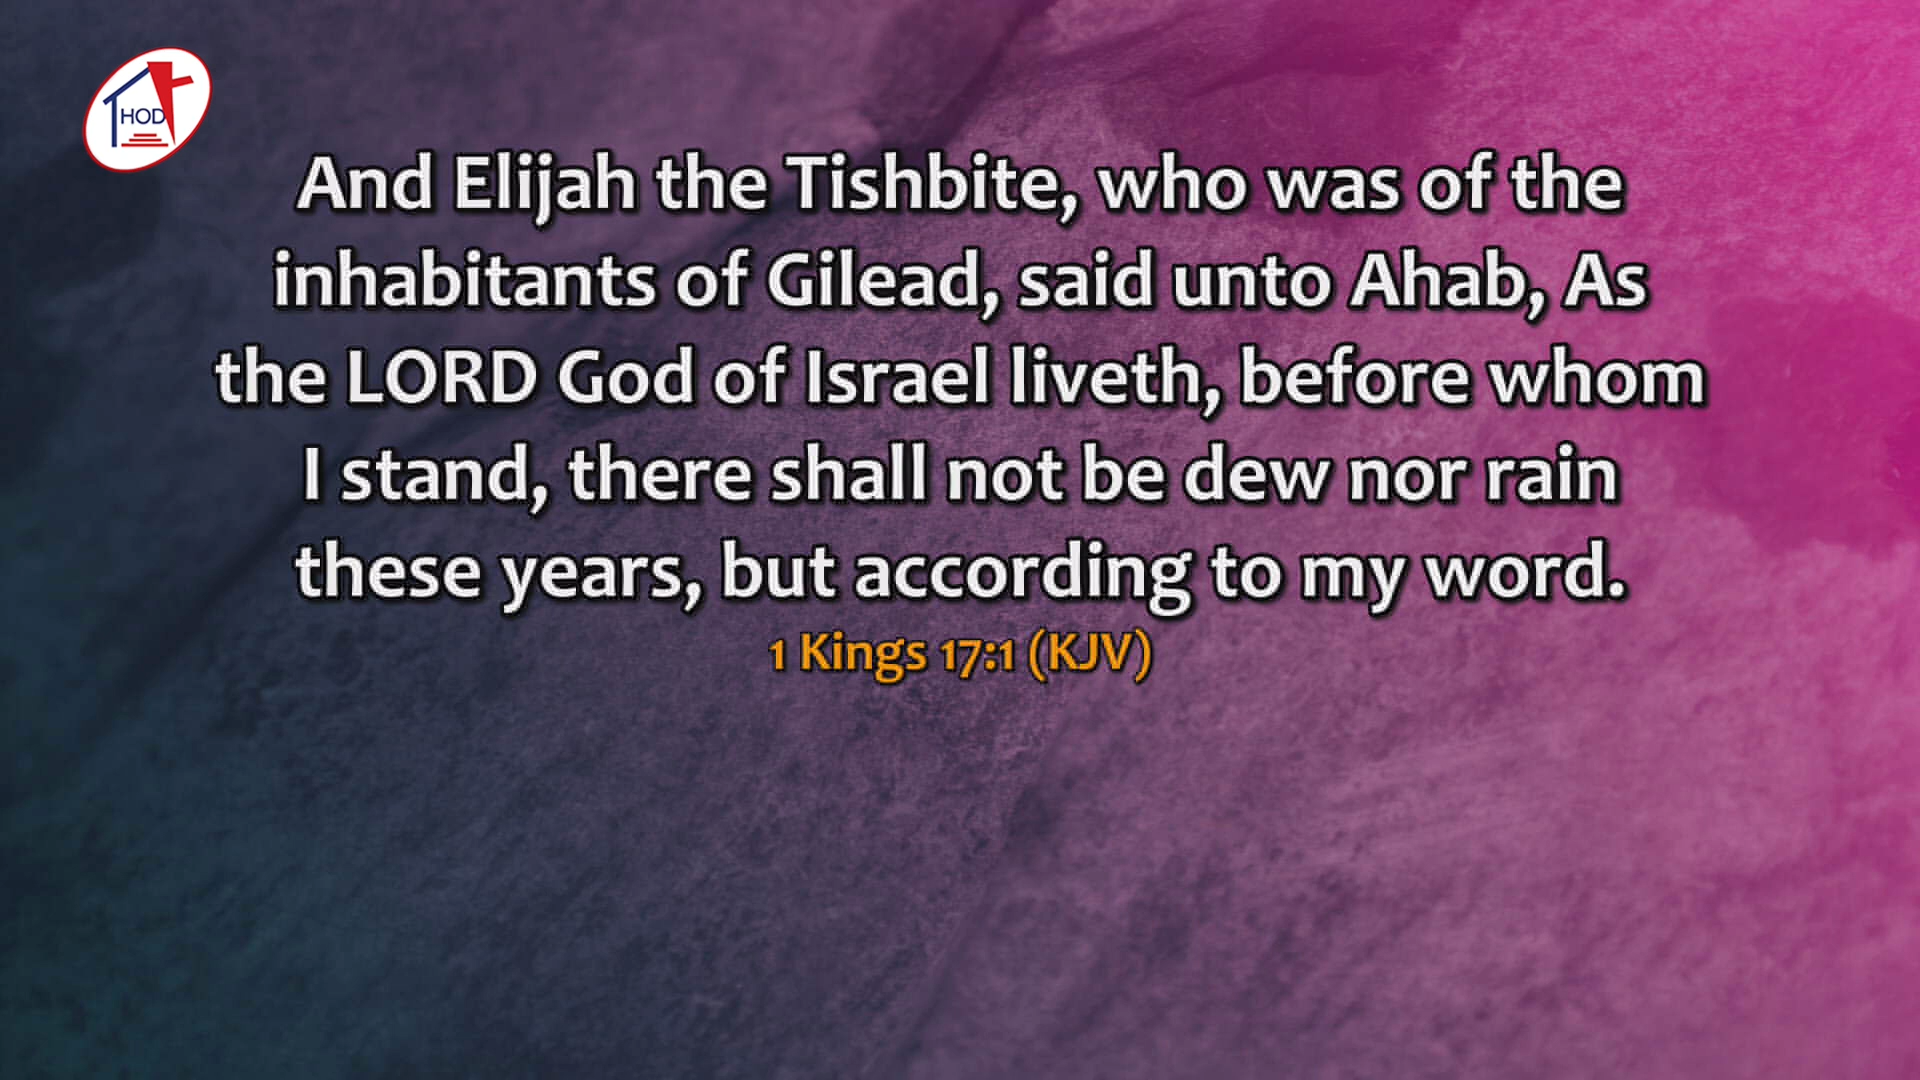 HOD
And Elijah the Tishbite, who was of the
inhabitants of Gilead, said unto Ahab, As
the LORD God of Israel liveth, before whom
I stand, there shall not be dew nor rain
these years, but according to my word.
1 Kings 17:1 (KJV)